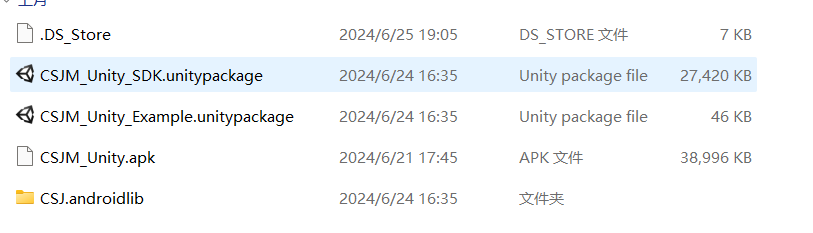 上月
.DS_Store 2024/6/25 19:05 DS_STORE 文件 7 KB
CSJM_Unity_SDK.unitypackage 2024/6/24 16:35 Unity package file 27,420 KB
CSJM_Unity_Example.unitypackage 2024/6/24 16:35 Unity package file 46 KB
CSJM_Unity.apk 2024/6/21 17:45 APK 文件 38,996 KB
CSJ.androidlib 2024/6/24 16:35 文件夹